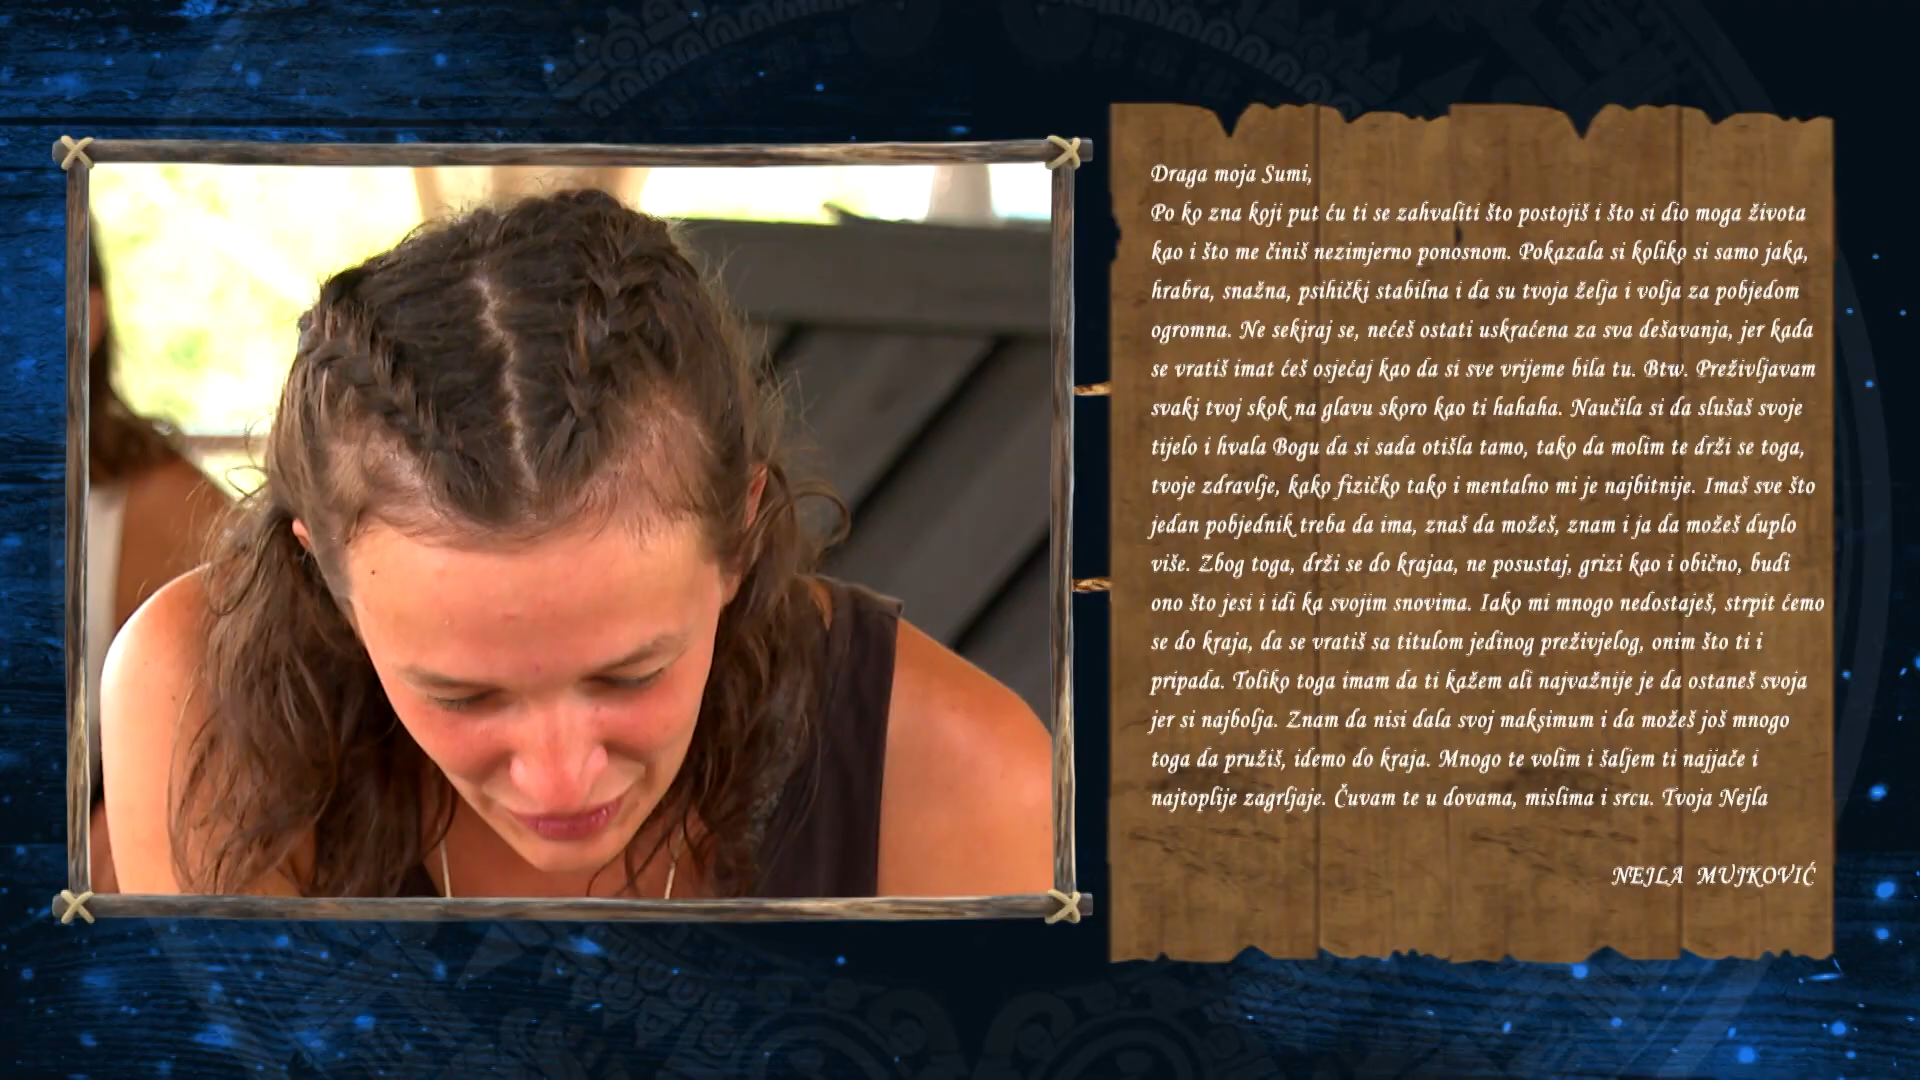 Draga moja Sumi,
Po ko zna koji put ću ti se zahvaliti što postojiš i što si dio moga života
kao i što me činiš nezimjerno ponosnom. Pokazala si koliko si samo jaka,
hrabra, snažna, psihički stabilna i da su tvoja želja i volja za pobjedom
ogromna. Ne sekiraj se, nećeš ostati uskraćena za sva dešavanja, jer kada
se vratiš imat ćeš osjećaj kao da si sve vrijeme bila tu. Btw. Preživljavam
svaki tvoj skok na glavu skoro kao ti hahaha. Naučila si da slušaš svoje
tijelo i hvala Bogu da si sada otišla tamo, tako da molim te drži se toga,
tvoje zdravlje, kako fizičko tako i mentalno mi je najbitnije. Imaš sve što
jedan pobjednik treba da ima, znaš da možeš, znam i ja da možeš duplo
više. Zbog toga, drži se do krajaa, ne posustaj, grizi kao i obično, budi
ono što jesi i idi ka svojim snovima. Iako mi mnogo nedostaješ, strpit ćemo
se do kraja, da se vratiš sa titulom jedinog preživjelog, onim što ti i
pripada. Toliko toga imam da ti kažem ali najvažnije je da ostaneš svoja
jer si najbolja. Znam da nisi dala svoj maksimum i da možeš još mnogo
toga da pružiš, idemo do kraja. Mnogo te volim i šaljem ti najjače i
najtoplije zagrljaje. Čuvam te u dovama, mislima i srcu. Tvoja Nejla
NEJLA MUJKOVIĆ